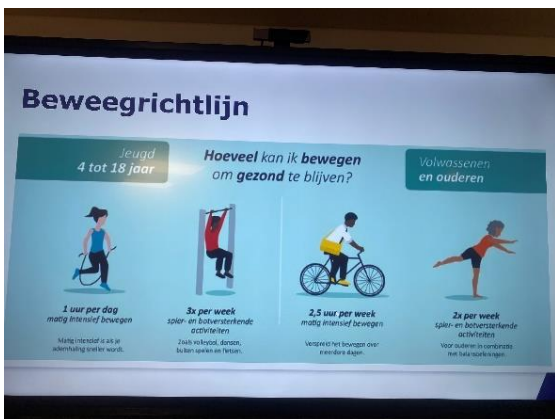 Beweegrichtlijn
Jeugd
4 tot 18 jaar
Hoeveel kan ik bewegen
om gezond te blijven?
Volwassenen
en ouderen
1 uur per dag
matig intensief bewegen
Matig intensief is als je
ademhaling sneller wordt.
3x per week
spier- en botversterkende
activiteiten
Zoals volleybal, dansen,
buiten spelen en fietsen.
2,5 uur per week
matig intensief bewegen
Verspreid het bewegen over
meerdere dagen.
2x per week
spier- en botversterkende
activiteiten
Voor ouderen in combinatie
met balansoefeningen